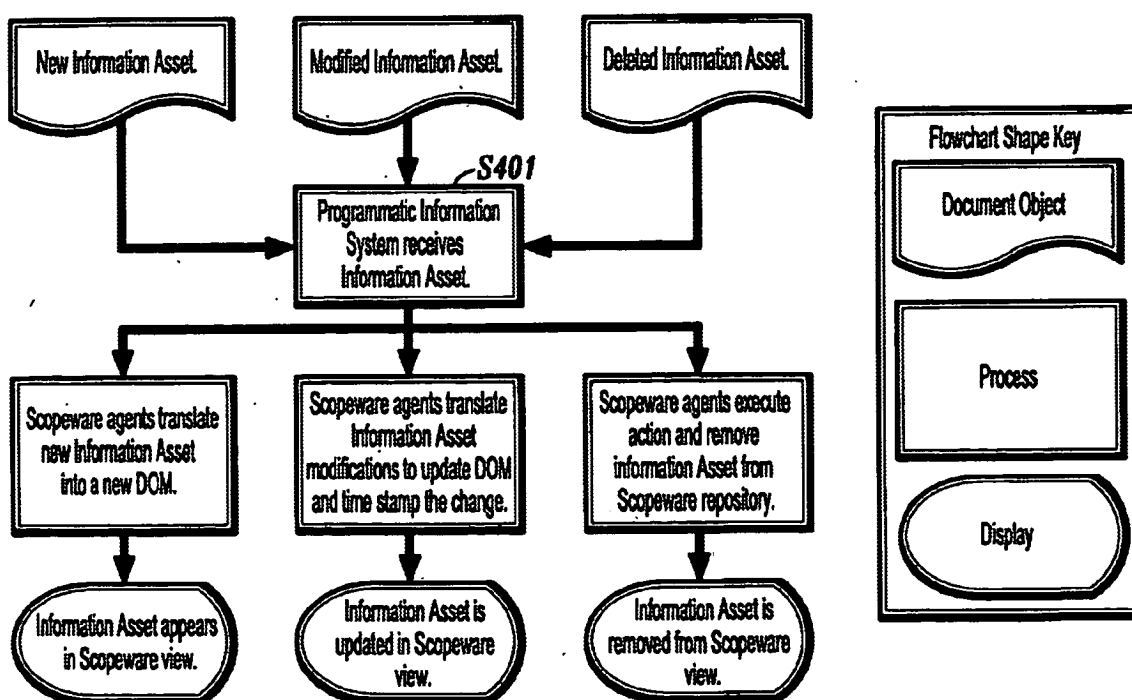 New Information Asset.
Modified Information Asset.
Deleted Information Asset.
S401
Programmatic Information
System receives
Information Asset.
Scopeware agents translate
new Information Asset
into a new DOM.
Scopeware agents translate
Information Asset
modifications to update DOM
and time stamp the change.
Scopeware agents execute
action and remove
information Asset from
Scopeware repository.
Information Asset appears
in Scopeware view.
Information Asset is
updated in Scopeware
view.
Information Asset is
removed from Scopeware
view.
Flowchart Shape Key
Document Object
Process
Display